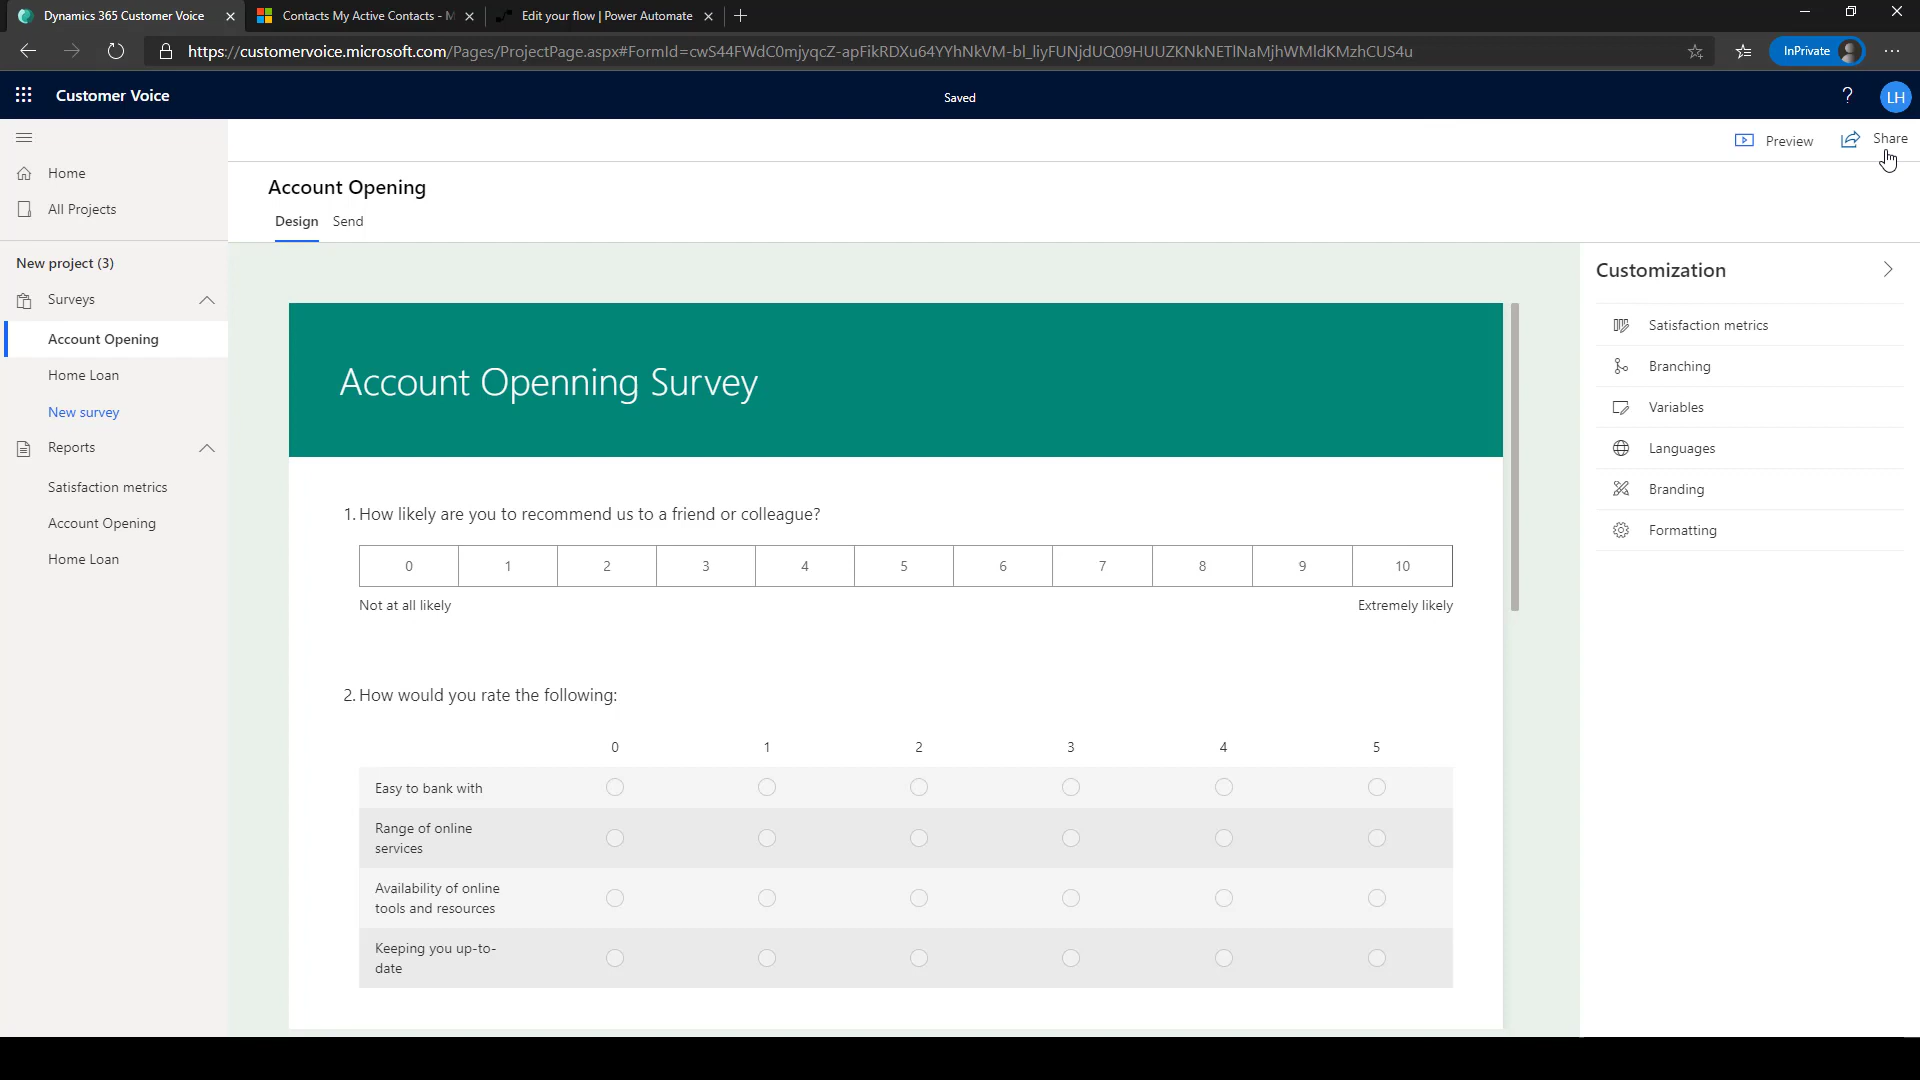 Dynamics 365 Customer Voice
Contacts My Active Contacts - M
Edit your flow | Power Automate
https://customervoice.microsoft.com/Pages/ProjectPage.aspx#FormId=cwS44FWdC0mjyqcZ-apFikRDXu64YYhNkVM-bl_liyFUNjdUQ09HUUZKNkNETlNaMjhWMldKMzhCUS4u
InPrivate
Customer Voice
Saved
?
LH
Preview
Share
Home
All Projects
New project (3)
Surveys
Account Opening
Home Loan
New survey
Reports
Satisfaction metrics
Account Opening
Home Loan
Account Opening
Design Send
Account Openning Survey
1. How likely are you to recommend us to a friend or colleague?
0 1 2 3 4 5 6 7 8 9 10
Not at all likely Extremely likely
2. How would you rate the following:
0 1 2 3 4 5
Easy to bank with
Range of online
services
Availability of online
tools and resources
Keeping you up-to-
date
Customization
Satisfaction metrics
Branching
Variables
Languages
Branding
Formatting